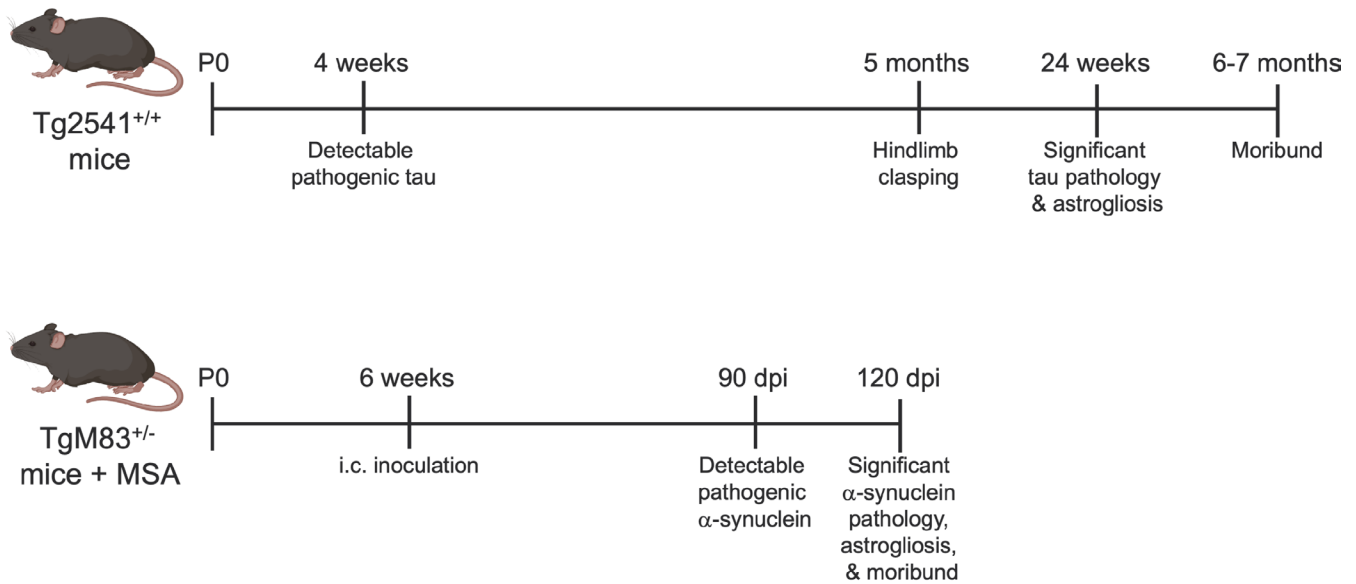 P0
4 weeks
5 months
24 weeks
6-7 months
Tg2541+/+
mice
Detectable
pathogenic tau
Hindlimb
clasping
Significant
tau pathology
& astrogliosis
Moribund
P0
6 weeks
90 dpi
120 dpi
TgM83+/-
mice + MSA
i.c. inoculation
Detectable
pathogenic
α-synuclein
Significant
α-synuclein
pathology,
astrogliosis,
& moribund